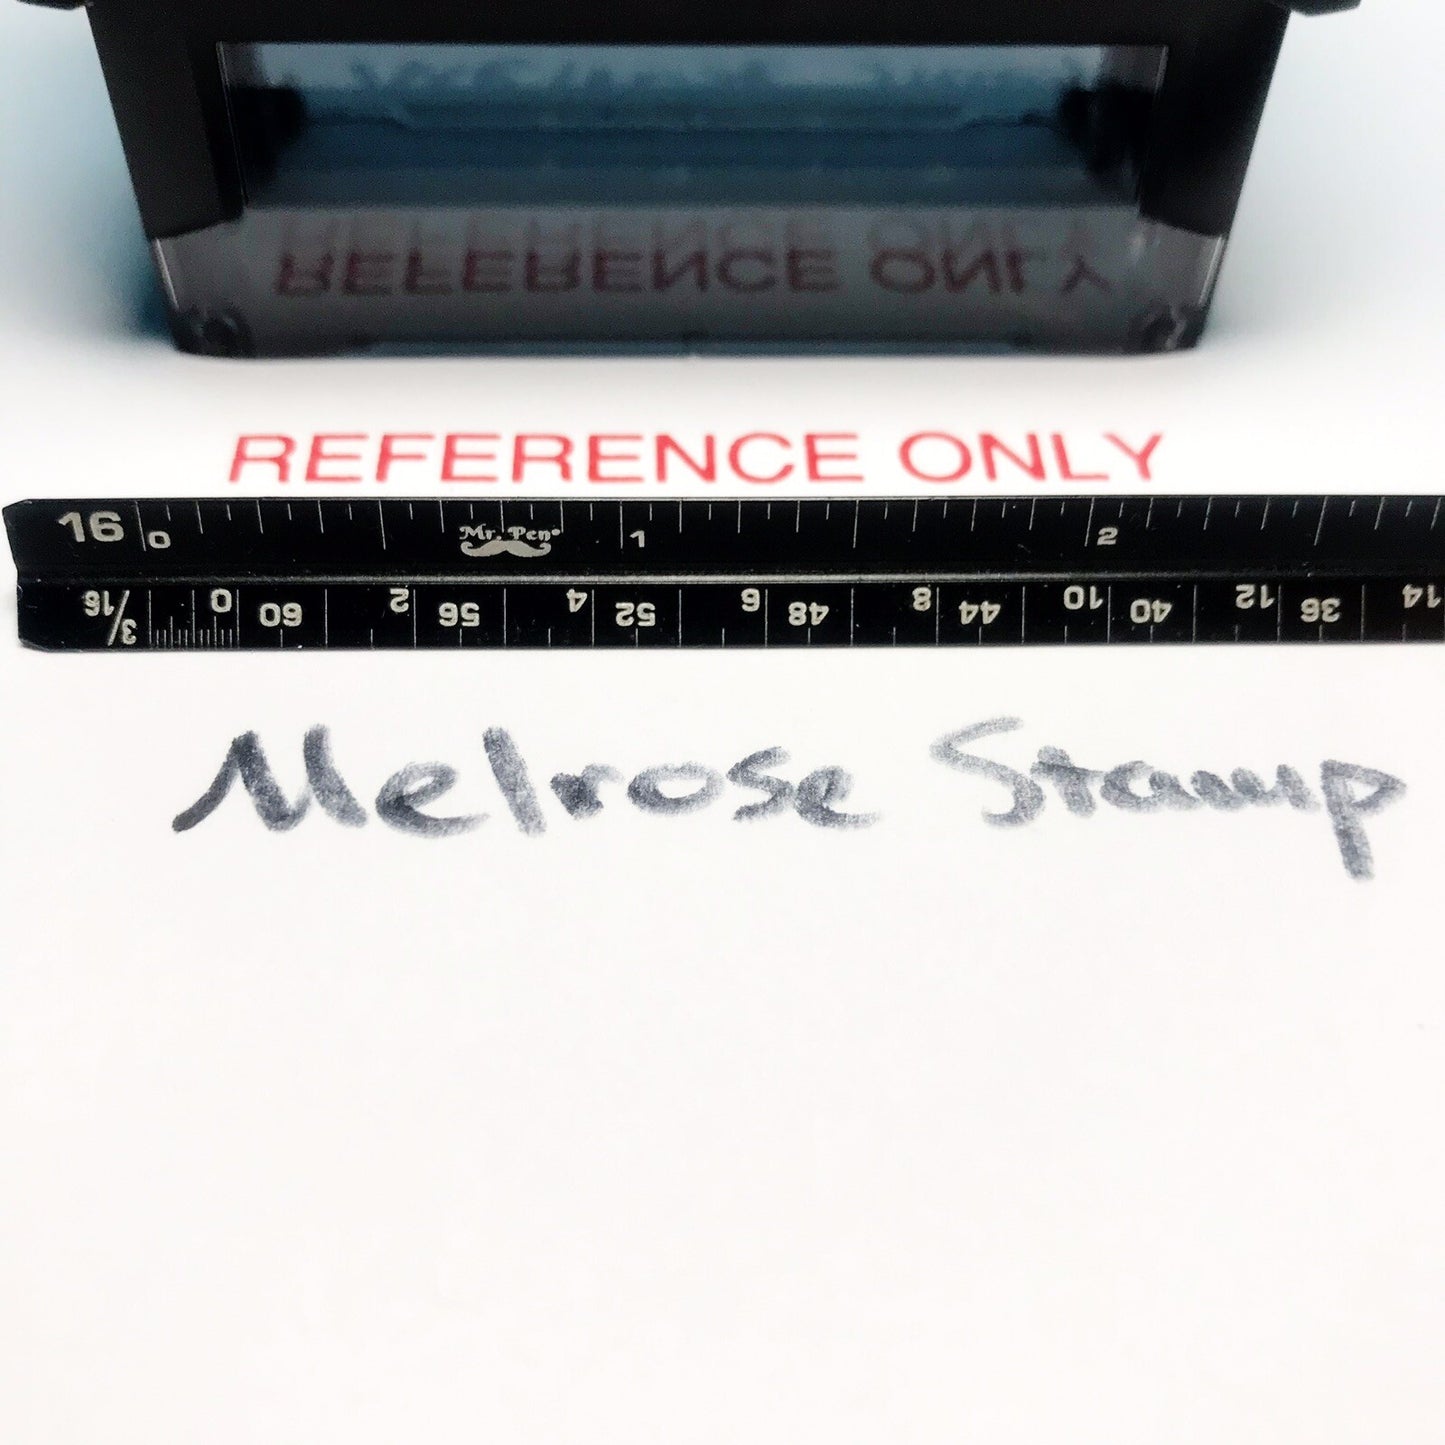 REFERENCE ONLY
REFERENCE ONLY
16 0 Mr. Pen® 1 2
3/16 0 60 2 56 4 52 6 48 8 44 10 40 12 36 14
Melrose Stamp